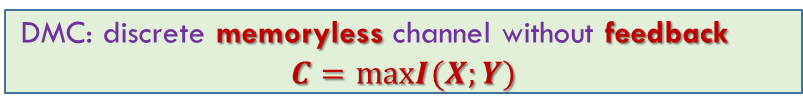 DMC: discrete memoryless channel without feedback
C = maxI(X;Y)